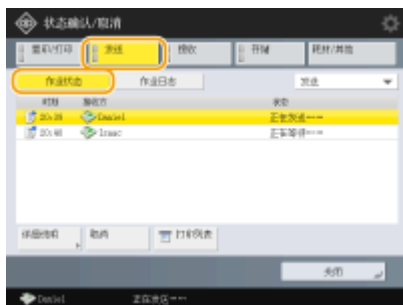 状态确认/取消
复印/打印 发送 接收 存储 耗材/其他
作业状态 作业日志 发送
时间 接收方 状态
20:39 Daniel 正在发送……
20:40 Isaac 正在等待……
详细说明 取消 打印列表
关闭
Daniel 正在发送……